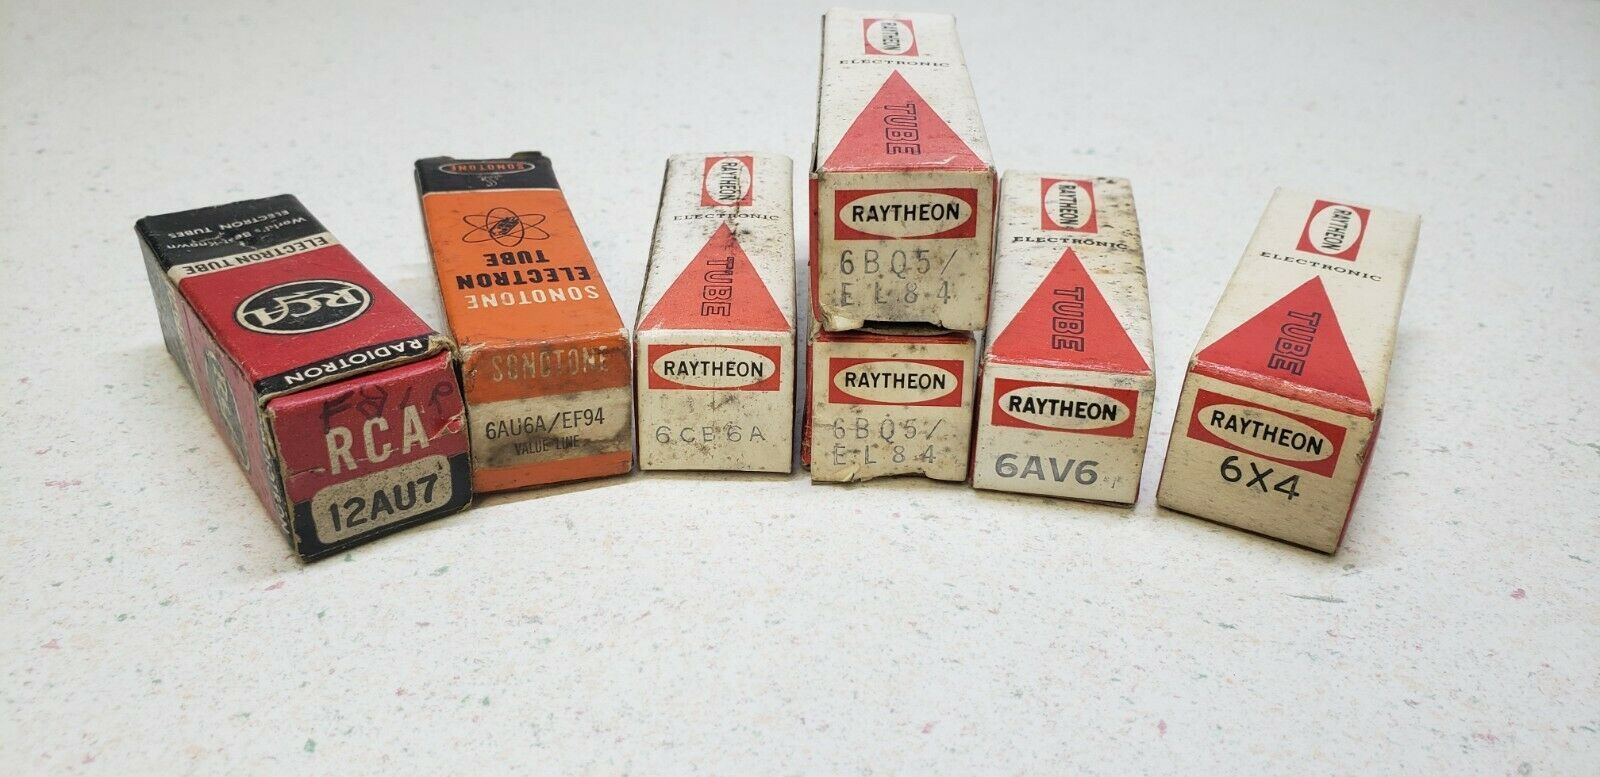 World's Best-Known
ELECTRON TUBES
ELECTRON TUBE
RCA
RADIOTRON
RCA
12AU7
SONOTONE
SONOTONE
ELECTRON
TUBE
SONOTONE
6AU6A/EF94
VALUE LINE
RAYTHEON
ELECTRONIC
TUBE
RAYTHEON
6CB6A
RAYTHEON
ELECTRONIC
TUBE
RAYTHEON
6BQ5/
EL84
RAYTHEON
6BQ5/
EL84
RAYTHEON
ELECTRONIC
TUBE
RAYTHEON
6AV6
RAYTHEON
ELECTRONIC
TUBE
RAYTHEON
6X4